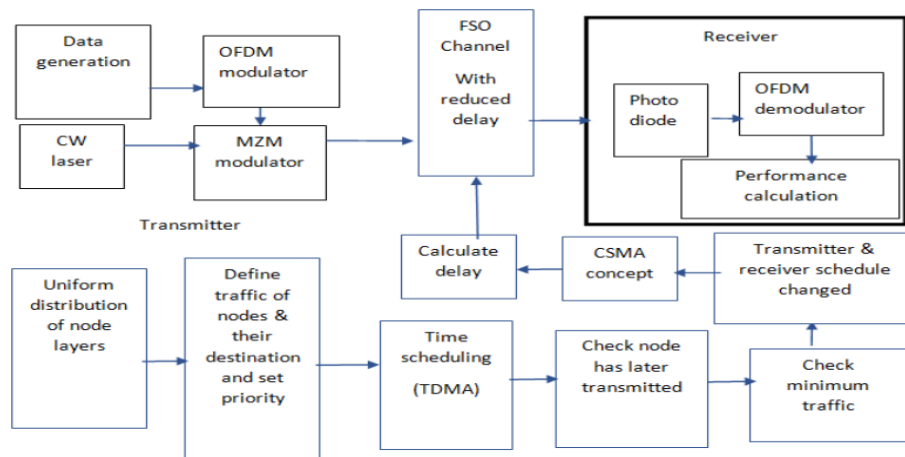 Data
generation
OFDM
modulator
CW
laser
MZM
modulator
Transmitter
FSO
Channel
With
reduced
delay
Receiver
Photo
diode
OFDM
demodulator
Performance
calculation
Uniform
distribution
of node
layers
Define
traffic of
nodes &
their
destination
and set
priority
Time
scheduling
(TDMA)
Check node
has later
transmitted
Check
minimum
traffic
Transmitter &
receiver schedule
changed
CSMA
concept
Calculate
delay